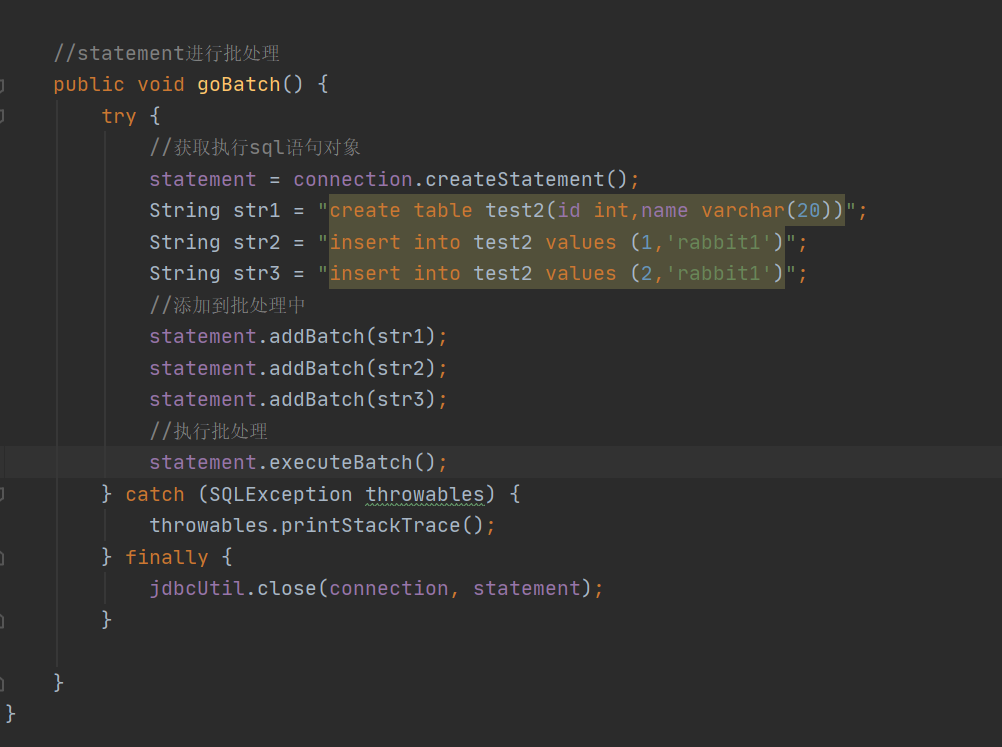 //statement进行批处理
public void goBatch() {
try {
//获取执行sql语句对象
statement = connection.createStatement();
String str1 = "create table test2(id int,name varchar(20))";
String str2 = "insert into test2 values (1,'rabbit1')";
String str3 = "insert into test2 values (2,'rabbit1')";
//添加到批处理中
statement.addBatch(str1);
statement.addBatch(str2);
statement.addBatch(str3);
//执行批处理
statement.executeBatch();
} catch (SQLException throwables) {
throwables.printStackTrace();
} finally {
jdbcUtil.close(connection, statement);
}
}
}